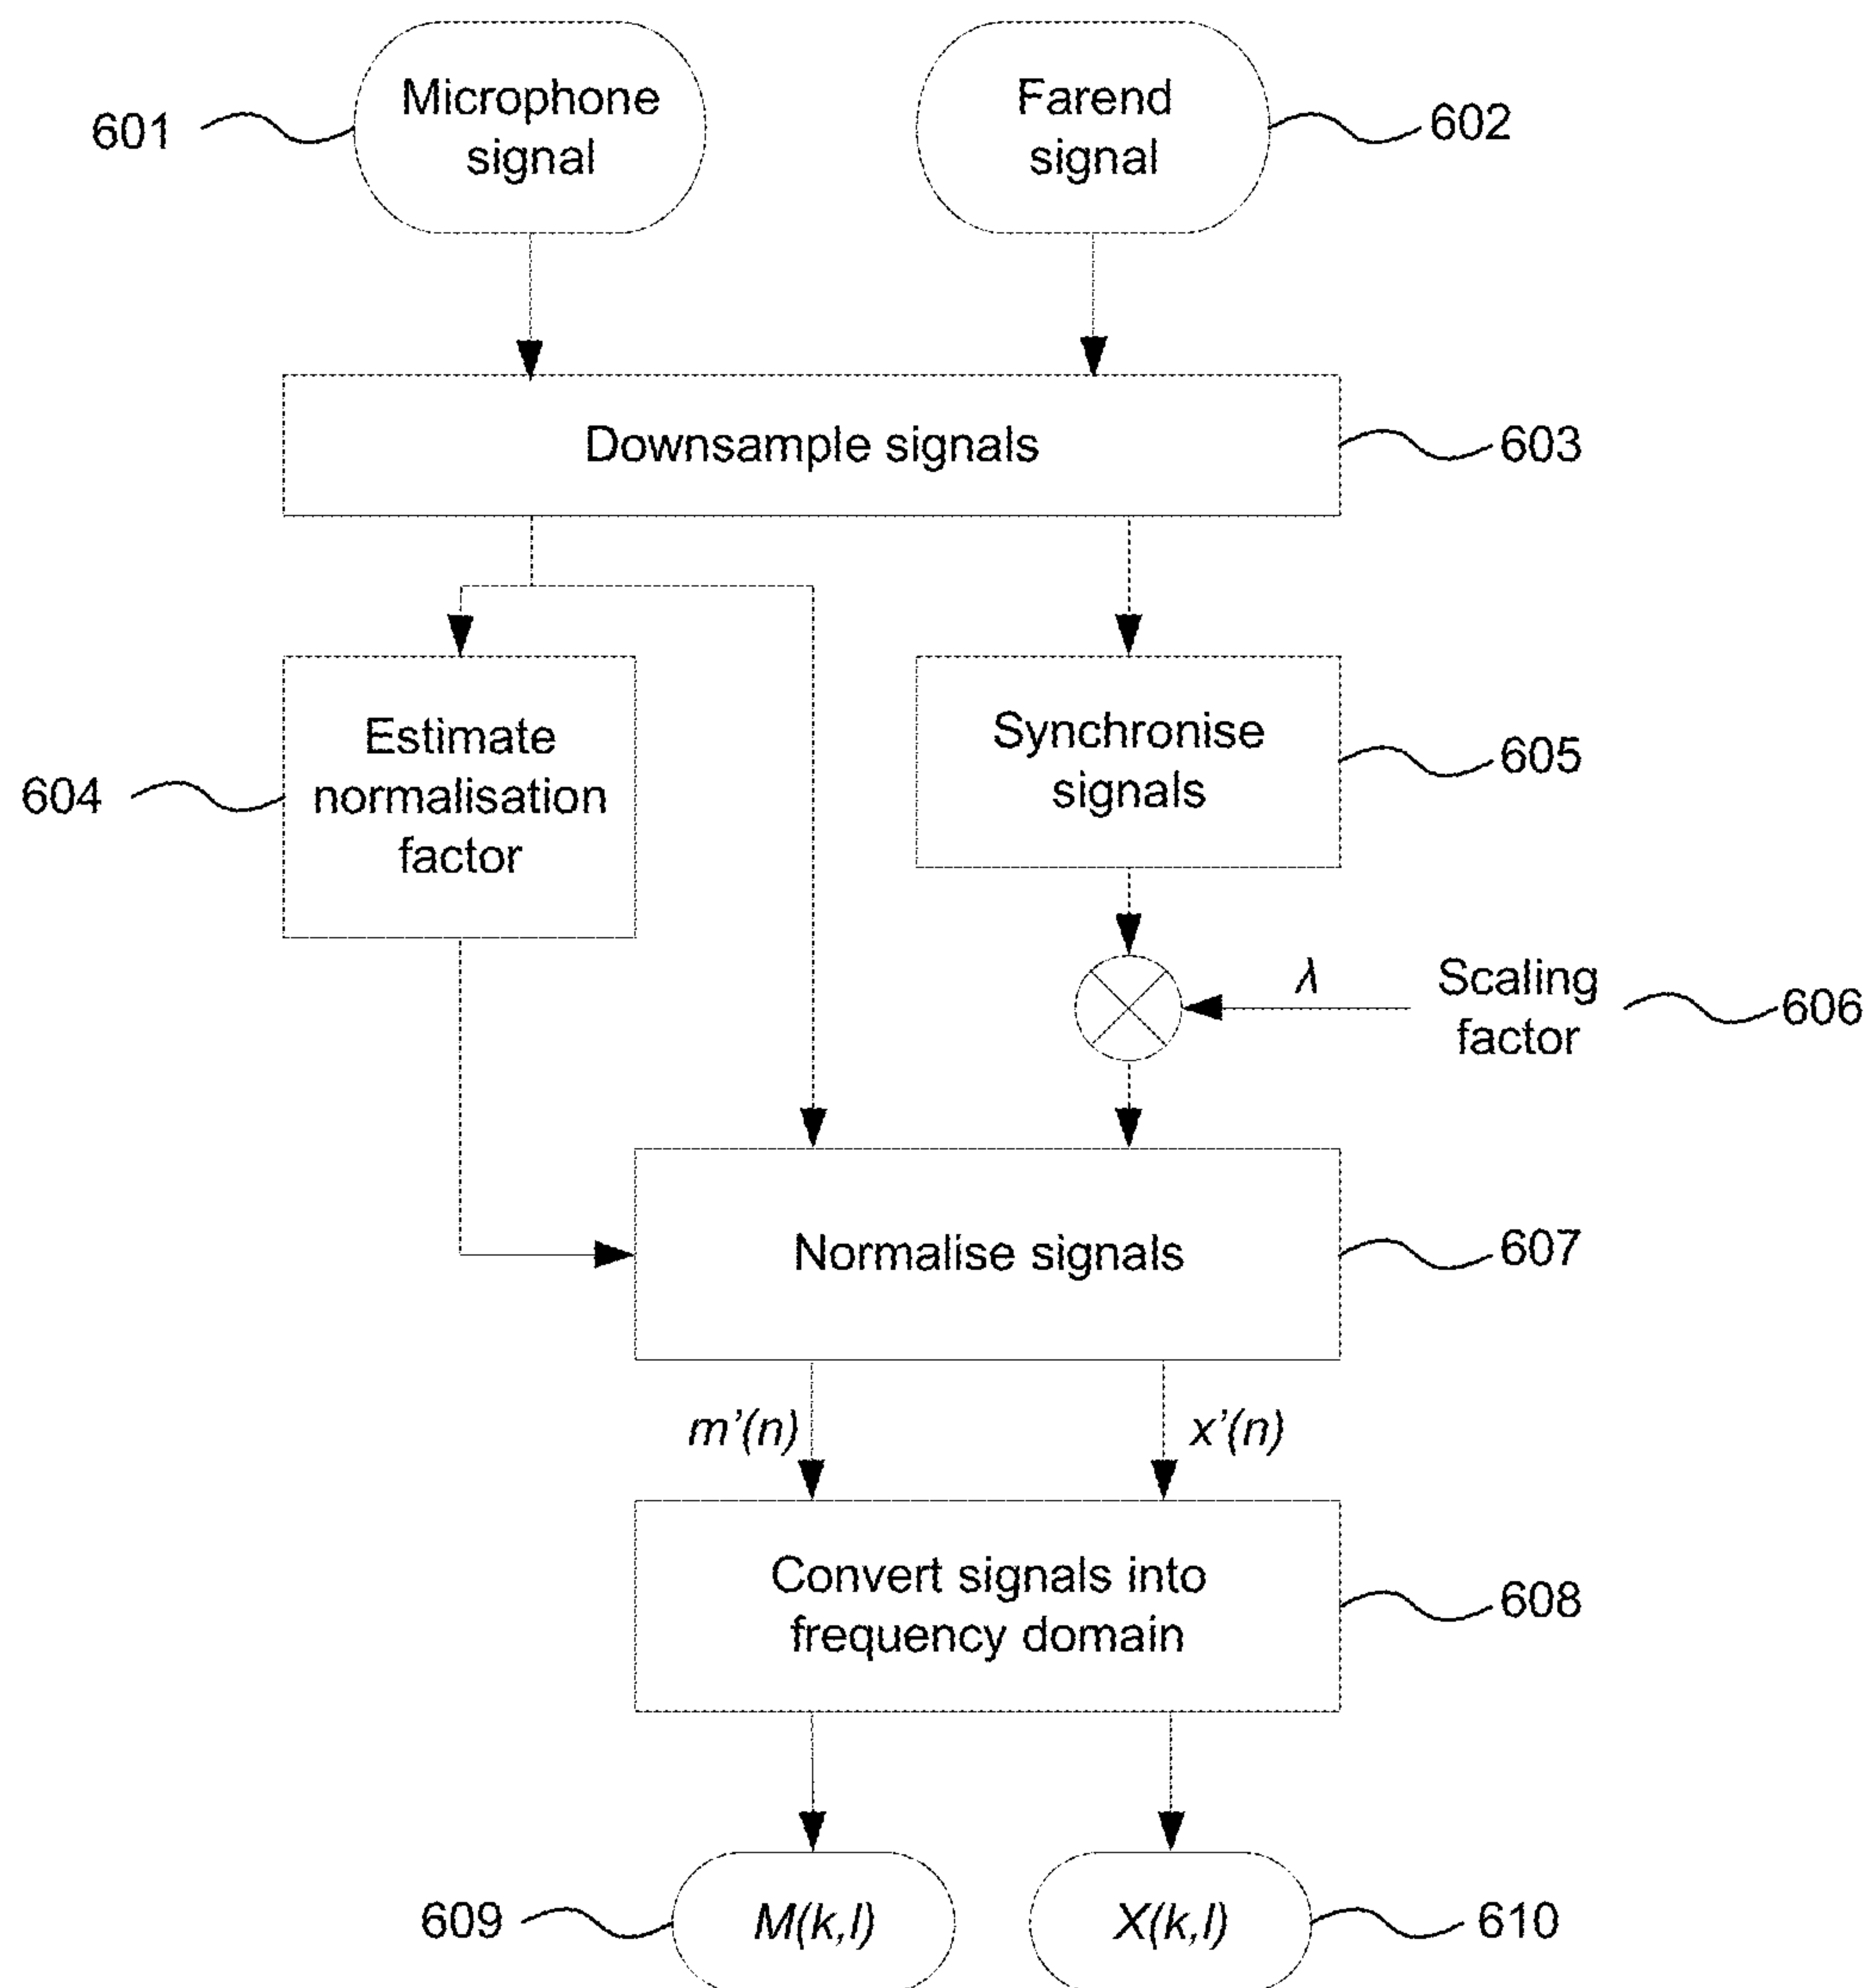 Microphone
signal
601
Farend
signal
602
Downsample signals
603
Estimate
normalisation
factor
604
Synchronise
signals
605
λ
Scaling
factor
606
Normalise signals
607
m’(n)
x’(n)
Convert signals into
frequency domain
608
609
M(k,l)
X(k,l)
610